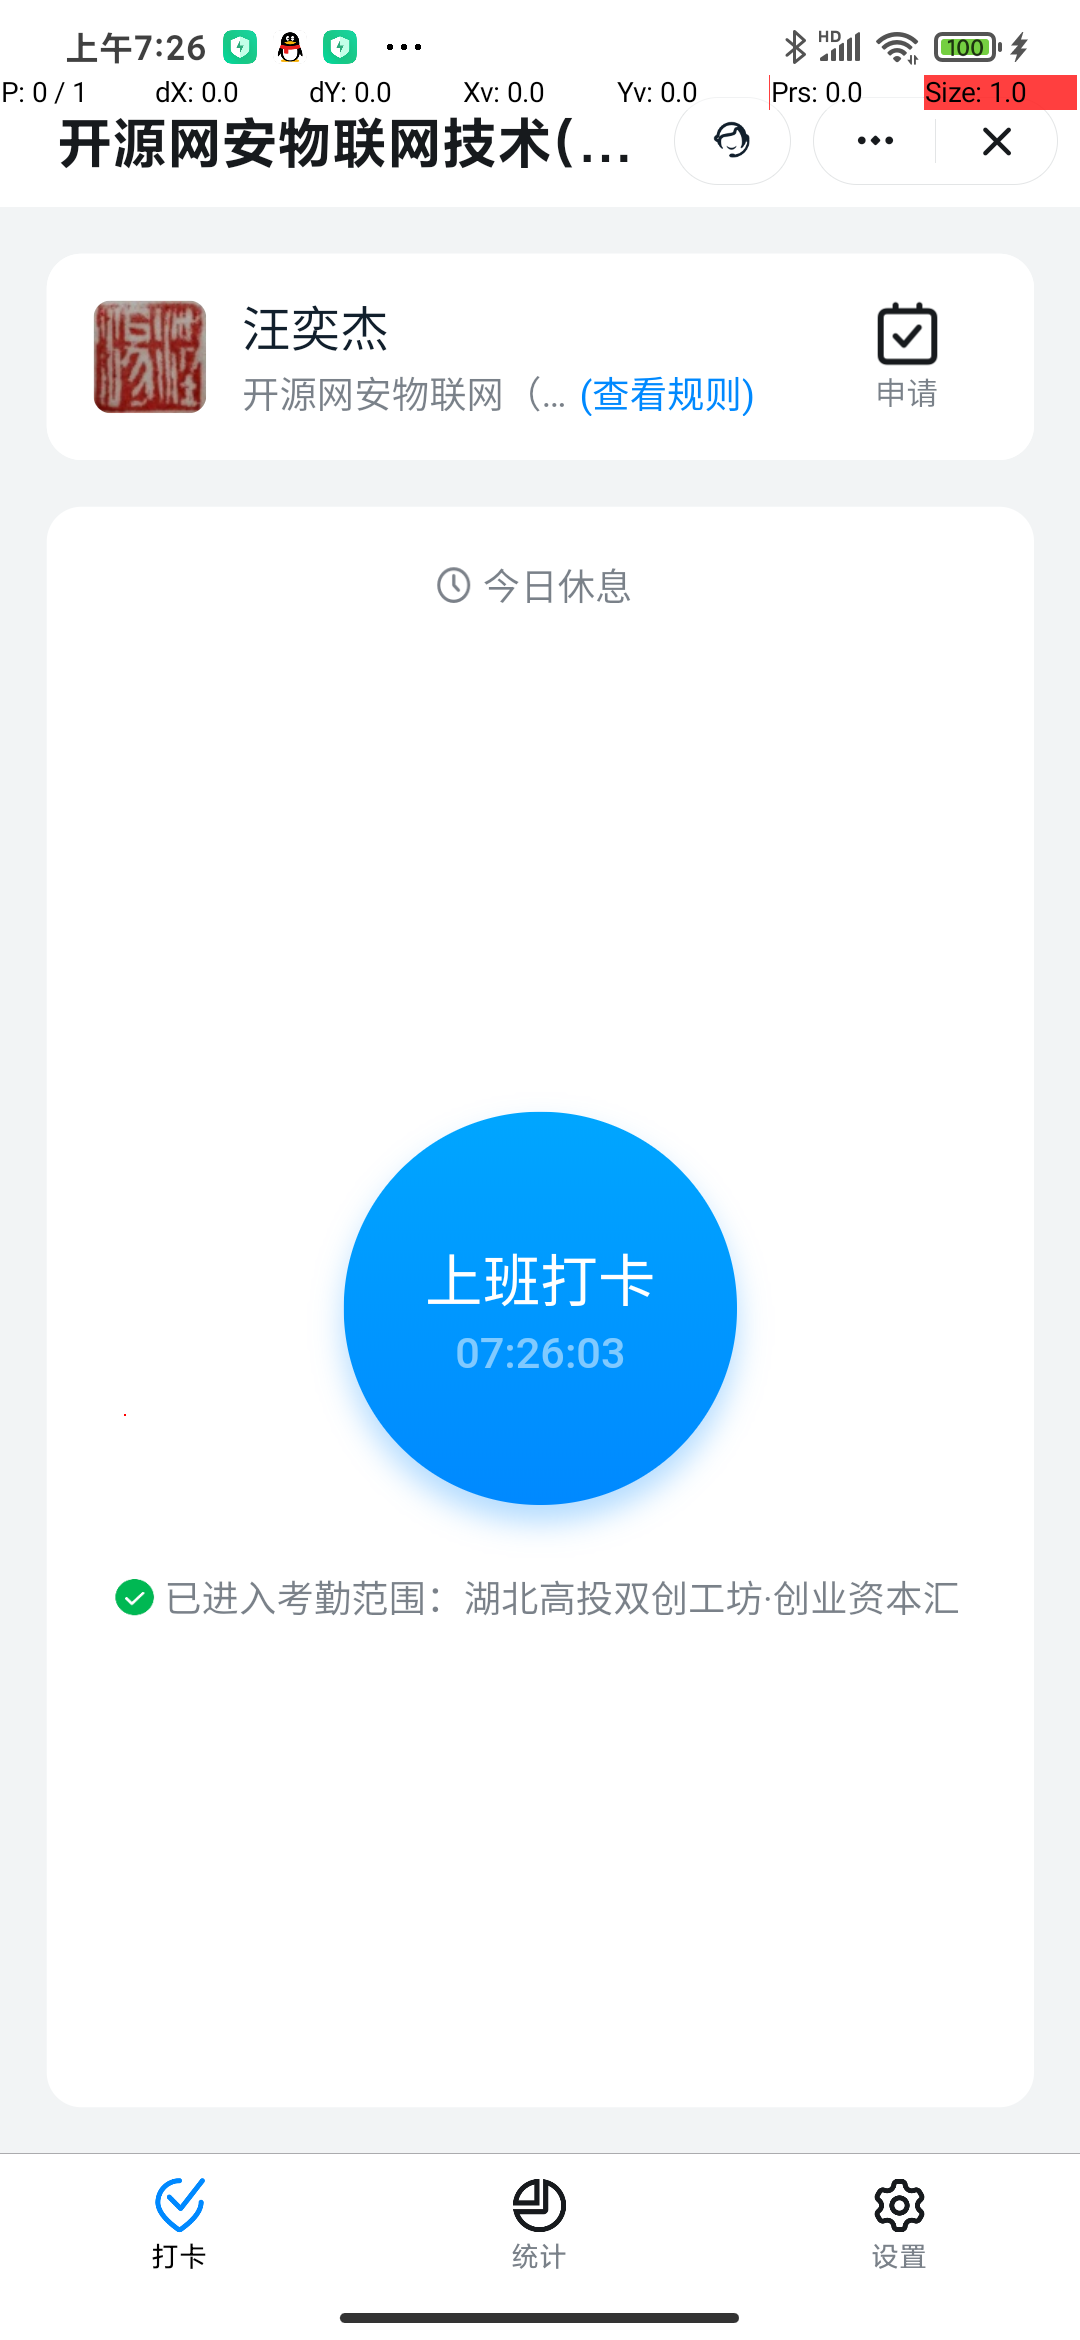 上午7:26
HD
100
P: 0 / 1 dX: 0.0 dY: 0.0 Xv: 0.0 Yv: 0.0 Prs: 0.0 Size: 1.0
开源网安物联网技术(...
汪奕杰
开源网安物联网（... (查看规则)
申请
今日休息
上班打卡
07:26:03
已进入考勤范围：湖北高投双创工坊·创业资本汇
打卡 统计 设置